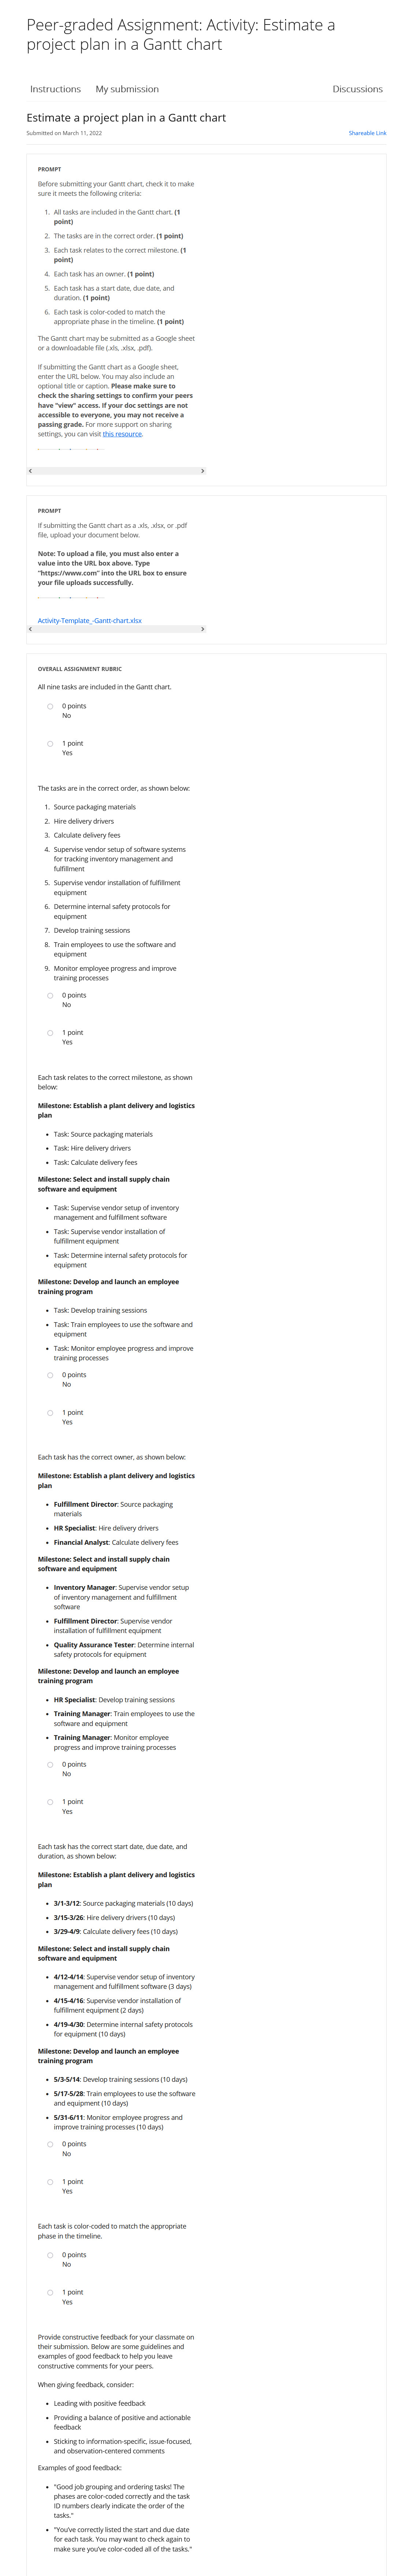 Peer-graded Assignment: Activity: Estimate a
project plan in a Gantt chart
Instructions
My submission
Discussions
Estimate a project plan in a Gantt chart
Submitted on March 11, 2022
Shareable Link
PROMPT
Before submitting your Gantt chart, check it to make
sure it meets the following criteria:
1. All tasks are included in the Gantt chart. (1
point)
2. The tasks are in the correct order. (1 point)
3. Each task relates to the correct milestone. (1
point)
4. Each task has an owner. (1 point)
5. Each task has a start date, due date, and
duration. (1 point)
6. Each task is color-coded to match the
appropriate phase in the timeline. (1 point)
The Gantt chart may be submitted as a Google sheet
or a downloadable file (.xls, .xlsx, .pdf).
If submitting the Gantt chart as a Google sheet,
enter the URL below. You may also include an
optional title or caption. Please make sure to
check the sharing settings to confirm your peers
have "view" access. If your doc settings are not
accessible to everyone, you may not receive a
passing grade. For more support on sharing
settings, you can visit this resource.
PROMPT
If submitting the Gantt chart as a .xls, .xlsx, or .pdf
file, upload your document below.
Note: To upload a file, you must also enter a
value into the URL box above. Type
"https://www.com" into the URL box to ensure
your file uploads successfully.
Activity-Template_-Gantt-chart.xlsx
OVERALL ASSIGNMENT RUBRIC
All nine tasks are included in the Gantt chart.
0 points
No
1 point
Yes
The tasks are in the correct order, as shown below:
1. Source packaging materials
2. Hire delivery drivers
3. Calculate delivery fees
4. Supervise vendor setup of software systems
for tracking inventory management and
fulfillment
5. Supervise vendor installation of fulfillment
equipment
6. Determine internal safety protocols for
equipment
7. Develop training sessions
8. Train employees to use the software and
equipment
9. Monitor employee progress and improve
training processes
0 points
No
1 point
Yes
Each task relates to the correct milestone, as shown
below:
Milestone: Establish a plant delivery and logistics
plan
• Task: Source packaging materials
• Task: Hire delivery drivers
• Task: Calculate delivery fees
Milestone: Select and install supply chain
software and equipment
• Task: Supervise vendor setup of inventory
management and fulfillment software
• Task: Supervise vendor installation of
fulfillment equipment
• Task: Determine internal safety protocols for
equipment
Milestone: Develop and launch an employee
training program
• Task: Develop training sessions
• Task: Train employees to use the software and
equipment
• Task: Monitor employee progress and improve
training processes
0 points
No
1 point
Yes
Each task has the correct owner, as shown below:
Milestone: Establish a plant delivery and logistics
plan
• Fulfillment Director: Source packaging
materials
• HR Specialist: Hire delivery drivers
• Financial Analyst: Calculate delivery fees
Milestone: Select and install supply chain
software and equipment
• Inventory Manager: Supervise vendor setup
of inventory management and fulfillment
software
• Fulfillment Director: Supervise vendor
installation of fulfillment equipment
• Quality Assurance Tester: Determine internal
safety protocols for equipment
Milestone: Develop and launch an employee
training program
• HR Specialist: Develop training sessions
• Training Manager: Train employees to use the
software and equipment
• Training Manager: Monitor employee
progress and improve training processes
0 points
No
1 point
Yes
Each task has the correct start date, due date, and
duration, as shown below:
Milestone: Establish a plant delivery and logistics
plan
• 3/1-3/12: Source packaging materials (10 days)
• 3/15-3/26: Hire delivery drivers (10 days)
• 3/29-4/9: Calculate delivery fees (10 days)
Milestone: Select and install supply chain
software and equipment
• 4/12-4/14: Supervise vendor setup of inventory
management and fulfillment software (3 days)
• 4/15-4/16: Supervise vendor installation of
fulfillment equipment (2 days)
• 4/19-4/30: Determine internal safety protocols
for equipment (10 days)
Milestone: Develop and launch an employee
training program
• 5/3-5/14: Develop training sessions (10 days)
• 5/17-5/28: Train employees to use the software
and equipment (10 days)
• 5/31-6/11: Monitor employee progress and
improve training processes (10 days)
0 points
No
1 point
Yes
Each task is color-coded to match the appropriate
phase in the timeline.
0 points
No
1 point
Yes
Provide constructive feedback for your classmate on
their submission. Below are some guidelines and
examples of good feedback to help you leave
constructive comments for your peers.
When giving feedback, consider:
• Leading with positive feedback
• Providing a balance of positive and actionable
feedback
• Sticking to information-specific, issue-focused,
and observation-centered comments
Examples of good feedback:
• "Good job grouping and ordering tasks! The
phases are color-coded correctly and the task
ID numbers clearly indicate the order of the
tasks."
• "You've correctly listed the start and due date
for each task. You may want to check again to
make sure you've color-coded all of the tasks."